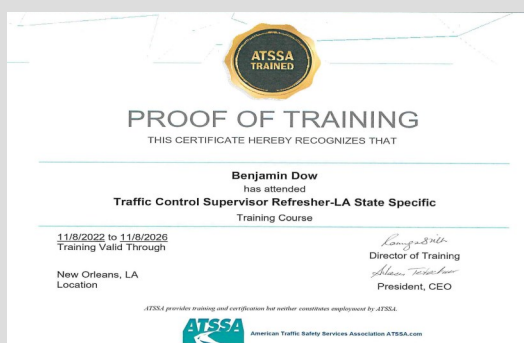 ATSSA
TRAINED
PROOF OF TRAINING
THIS CERTIFICATE HEREBY RECOGNIZES THAT
Benjamin Dow
has attended
Traffic Control Supervisor Refresher-LA State Specific
Training Course
11/8/2022 to 11/8/2026
Training Valid Through
Director of Training
New Orleans, LA
Location
President, CEO
ATSSA provides training and certification but neither constitutes employment by ATSSA.
ATSSA
American Traffic Safety Services Association ATSSA.com